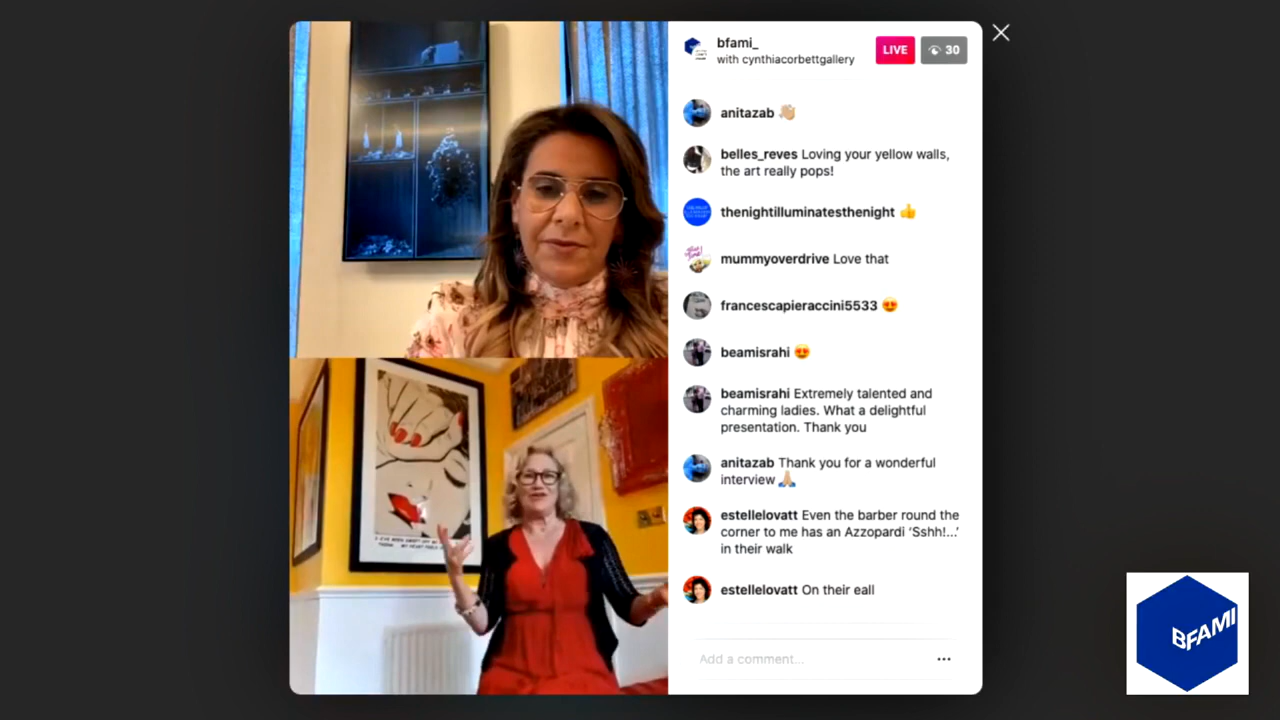 bfami_
with cynthiacorbettgallery
LIVE
30
anitazab 👏🏼
belles_reves Loving your yellow walls,
the art really pops!
thenightilluminatesthenight 👍
mummyoverdrive Love that
francescapieraccini5533 😍
beamisrahi 😍
beamisrahi Extremely talented and
charming ladies. What a delightful
presentation. Thank you
anitazab Thank you for a wonderful
interview 🙏🏼
estellelovatt Even the barber round the
corner to me has an Azzopardi ‘Sshh!...’
in their walk
estellelovatt On their eall
Add a comment...
BFAMI